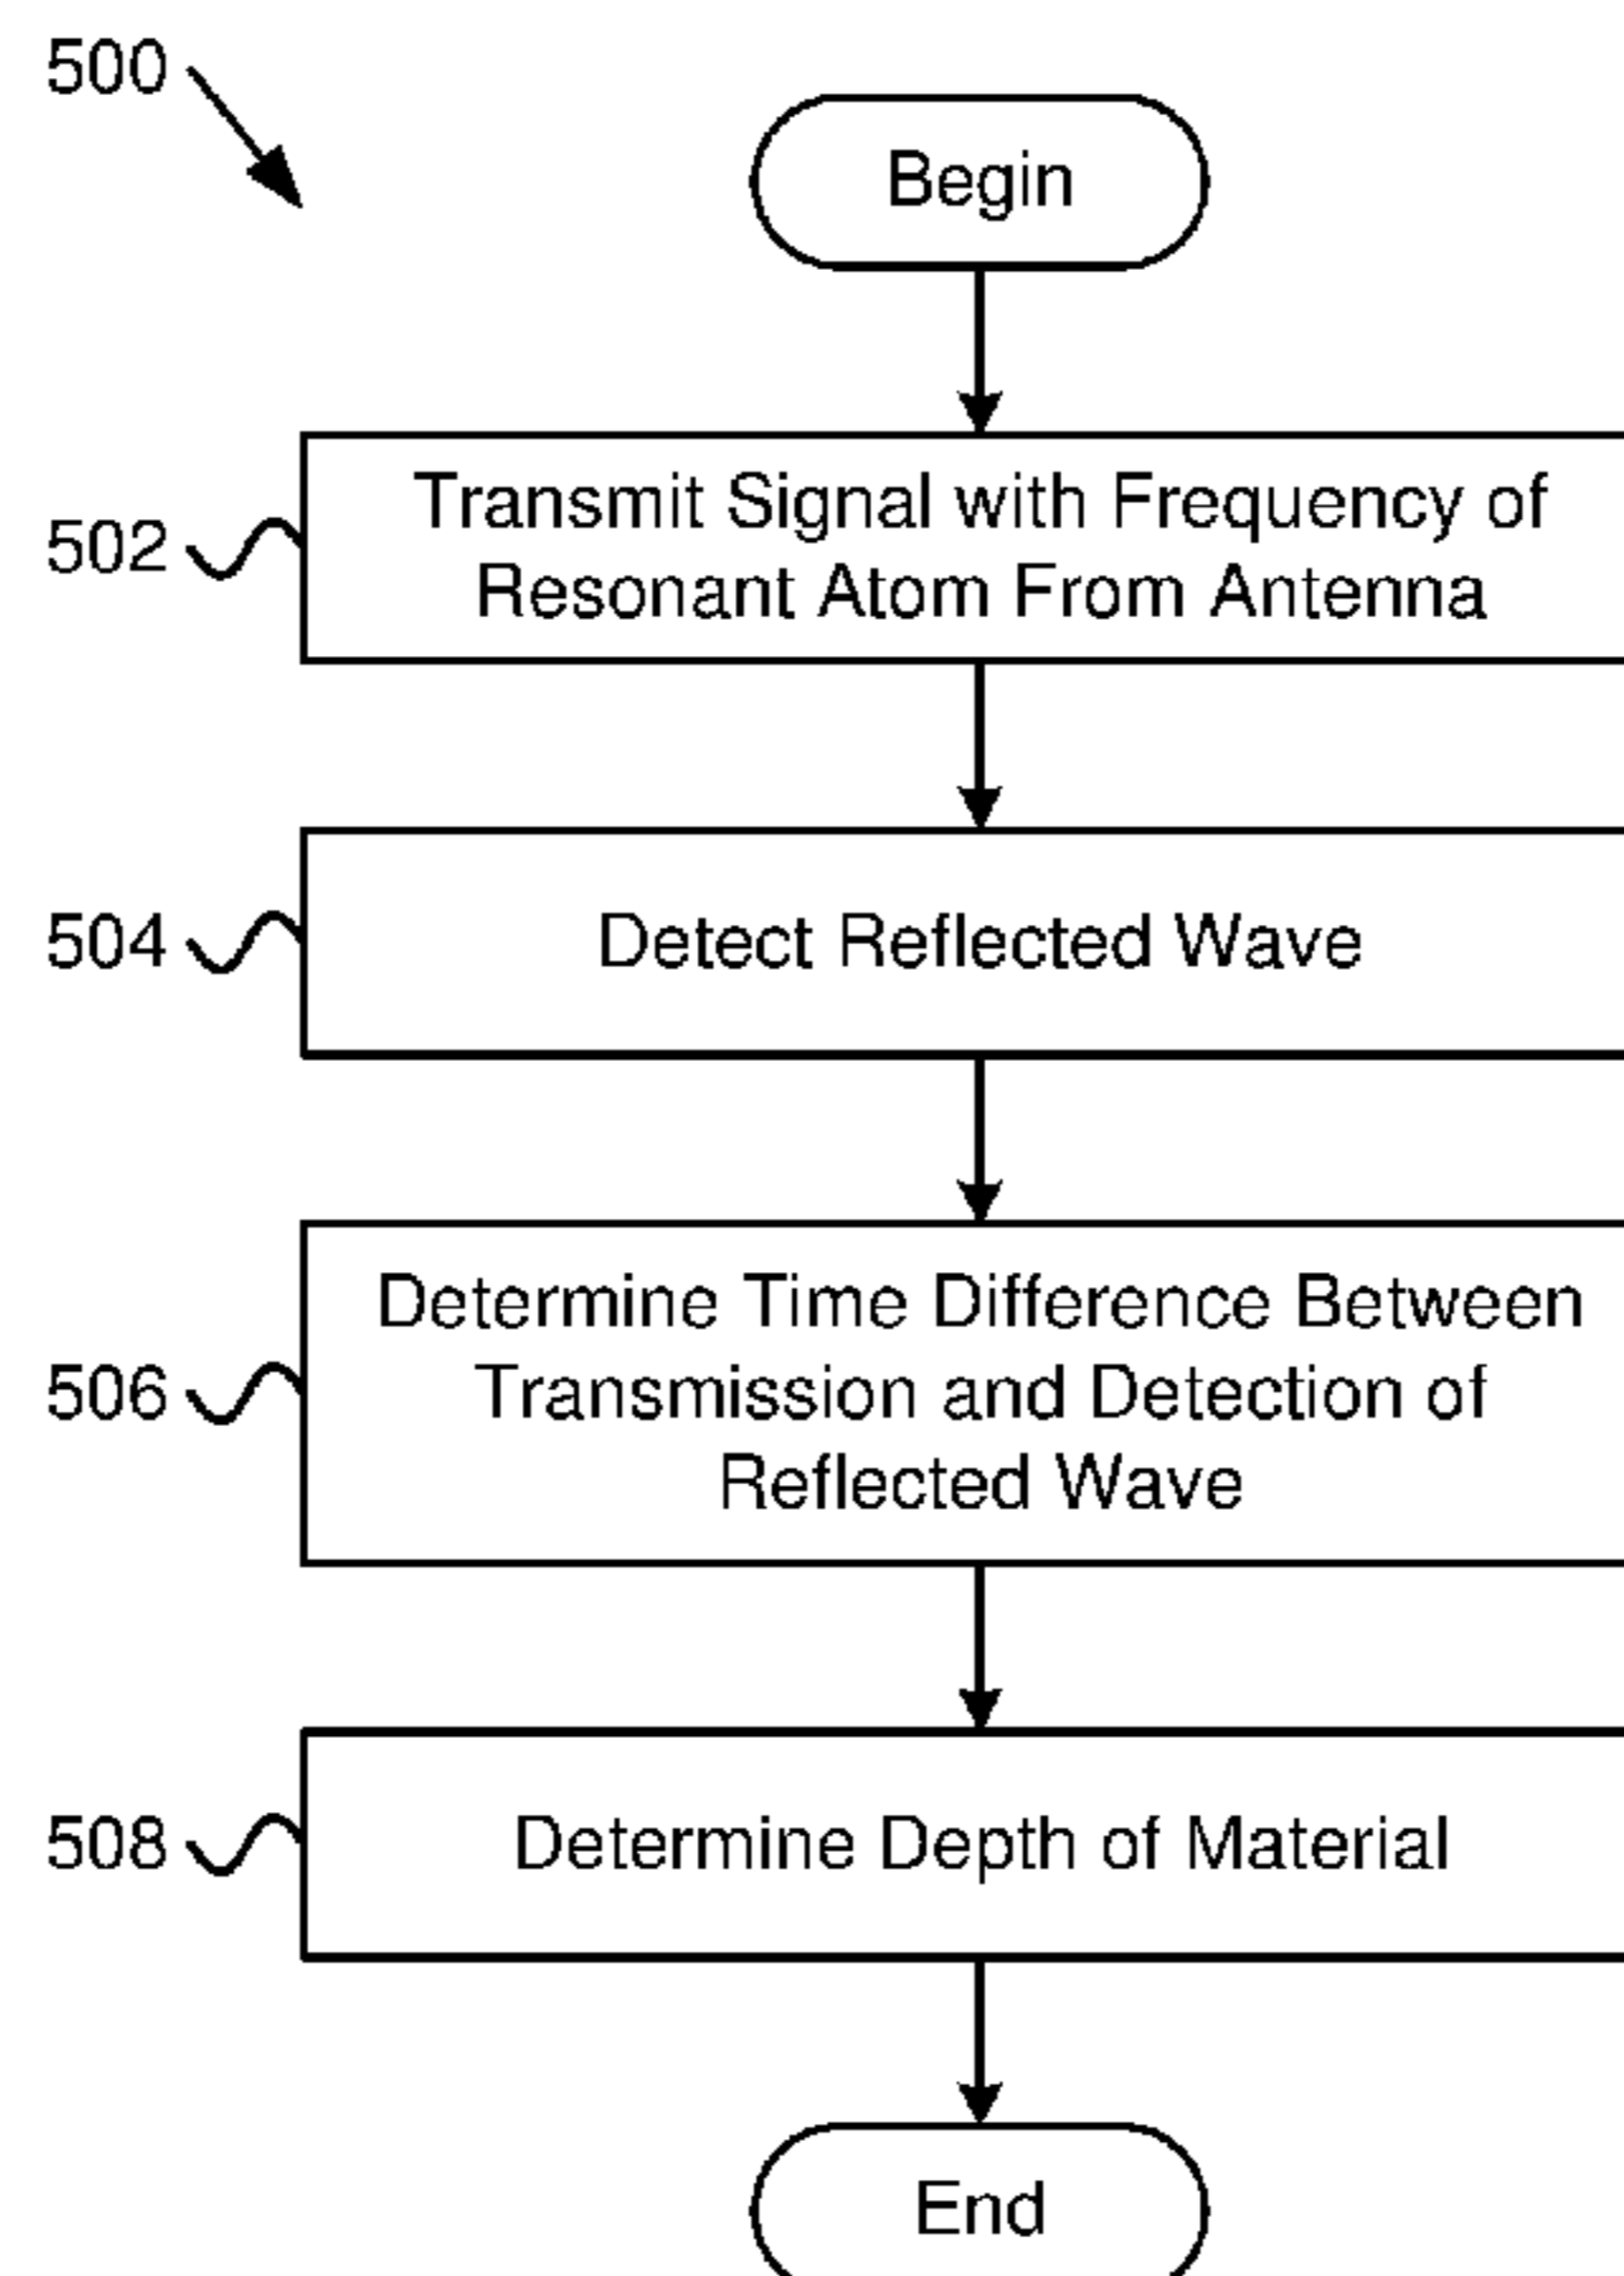 500
Begin
502
Transmit Signal with Frequency of
Resonant Atom From Antenna
504
Detect Reflected Wave
506
Determine Time Difference Between
Transmission and Detection of
Reflected Wave
508
Determine Depth of Material
End